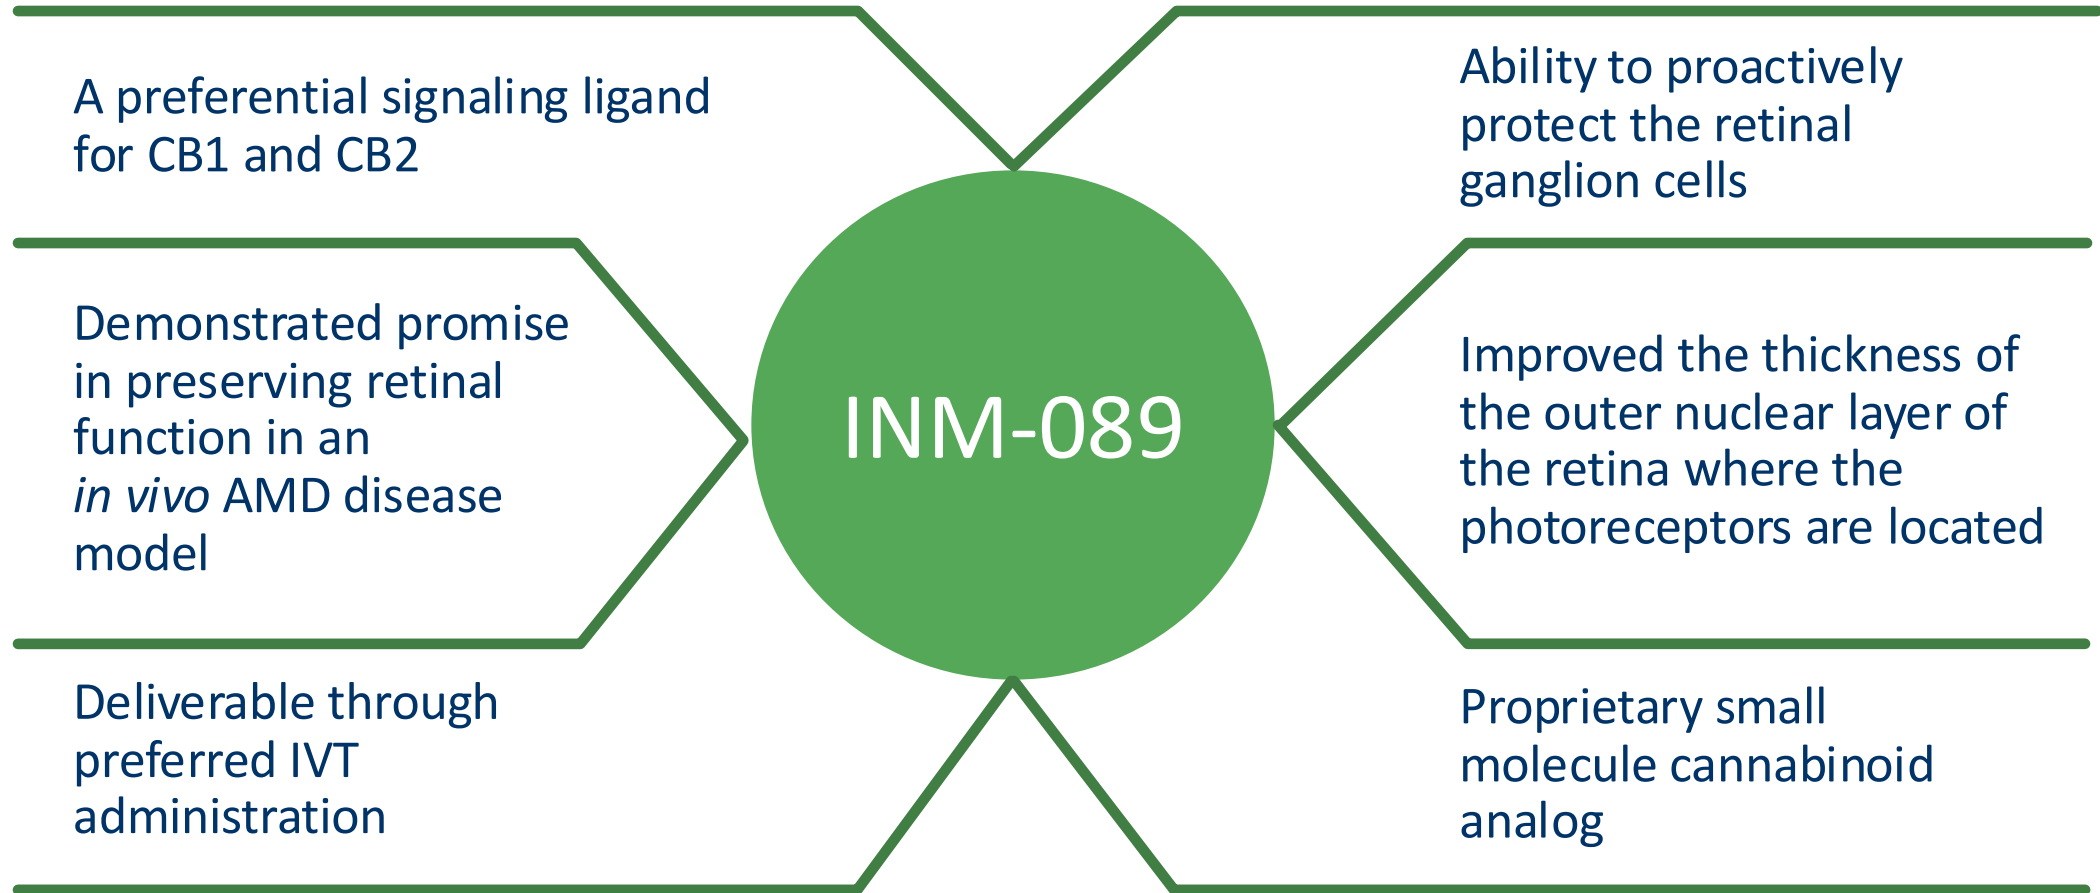 A preferential signaling ligand
for CB1 and CB2
Demonstrated promise
in preserving retinal
function in an
in vivo AMD disease
model
Deliverable through
preferred IVT
administration
INM-089
Ability to proactively
protect the retinal
ganglion cells
Improved the thickness of
the outer nuclear layer of
the retina where the
photoreceptors are located
Proprietary small
molecule cannabinoid
analog